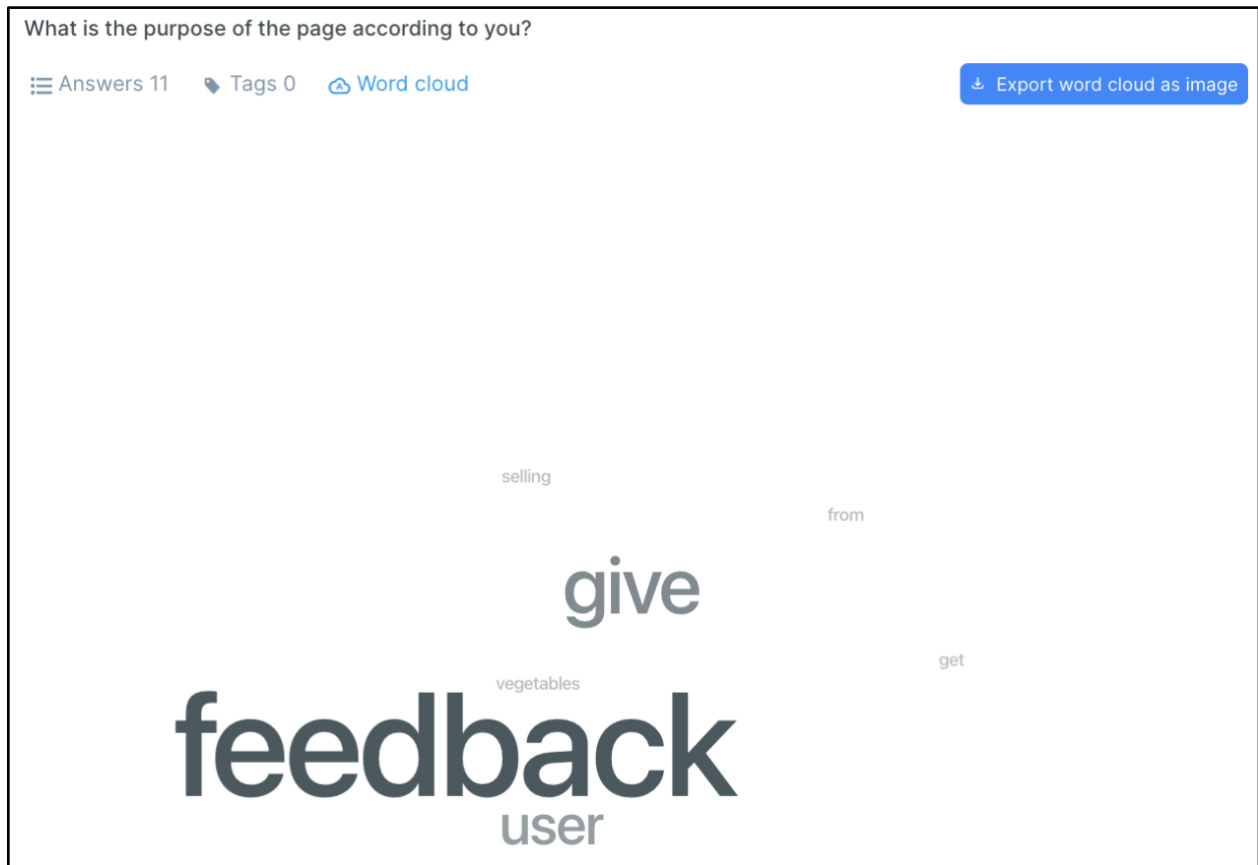 What is the purpose of the page according to you?
Answers 11 Tags 0 Word cloud Export word cloud as image
selling
from
give
get
vegetables
feedback
user